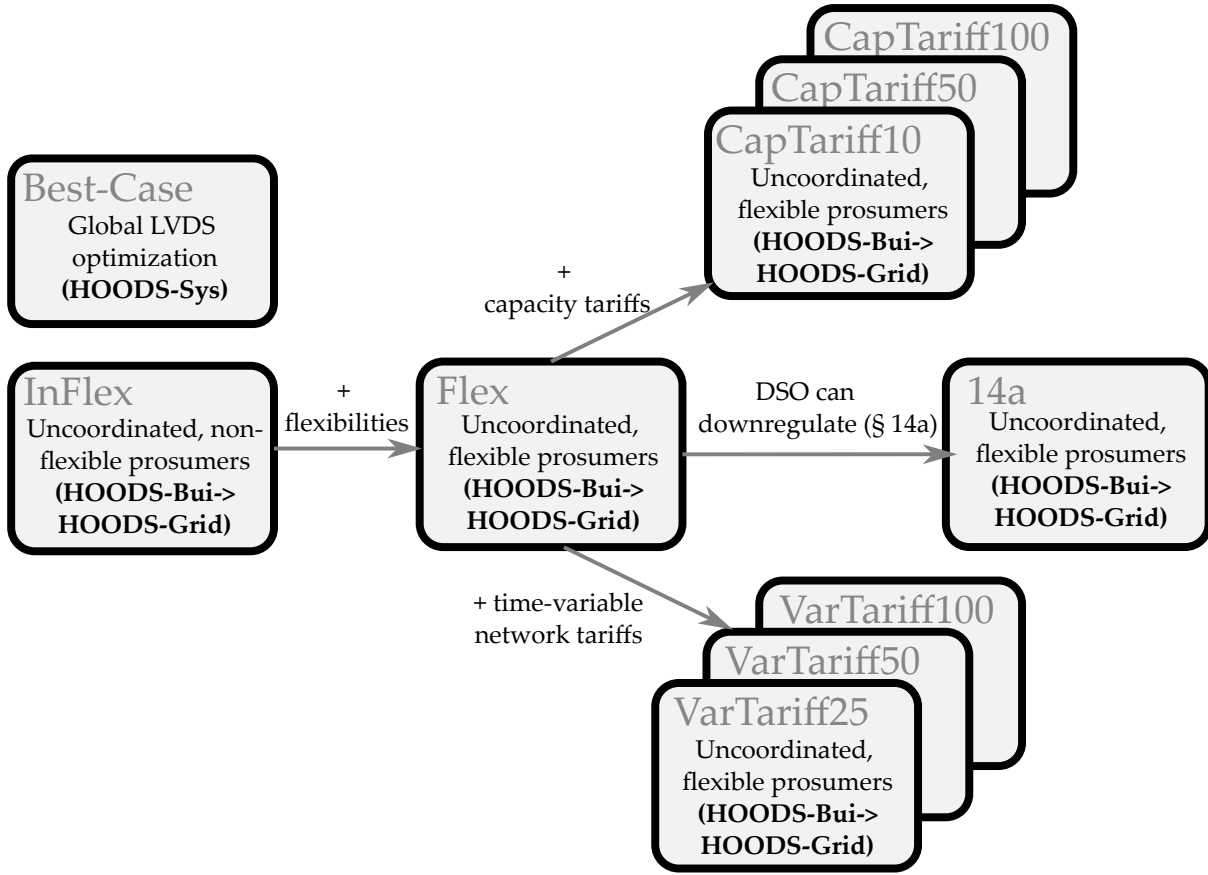 CapTariff100
CapTariff50
CapTariff10
Uncoordinated,
flexible prosumers
(HOODS-Bui->
HOODS-Grid)
Best-Case
Global LVDS
optimization
(HOODS-Sys)
+
capacity tariffs
InFlex
Uncoordinated, non-
flexible prosumers
(HOODS-Bui->
HOODS-Grid)
+
flexibilities
Flex
Uncoordinated,
flexible prosumers
(HOODS-Bui->
HOODS-Grid)
DSO can
downregulate (§ 14a)
14a
Uncoordinated,
flexible prosumers
(HOODS-Bui->
HOODS-Grid)
+ time-variable
network tariffs
VarTariff100
VarTariff50
VarTariff25
Uncoordinated,
flexible prosumers
(HOODS-Bui->
HOODS-Grid)